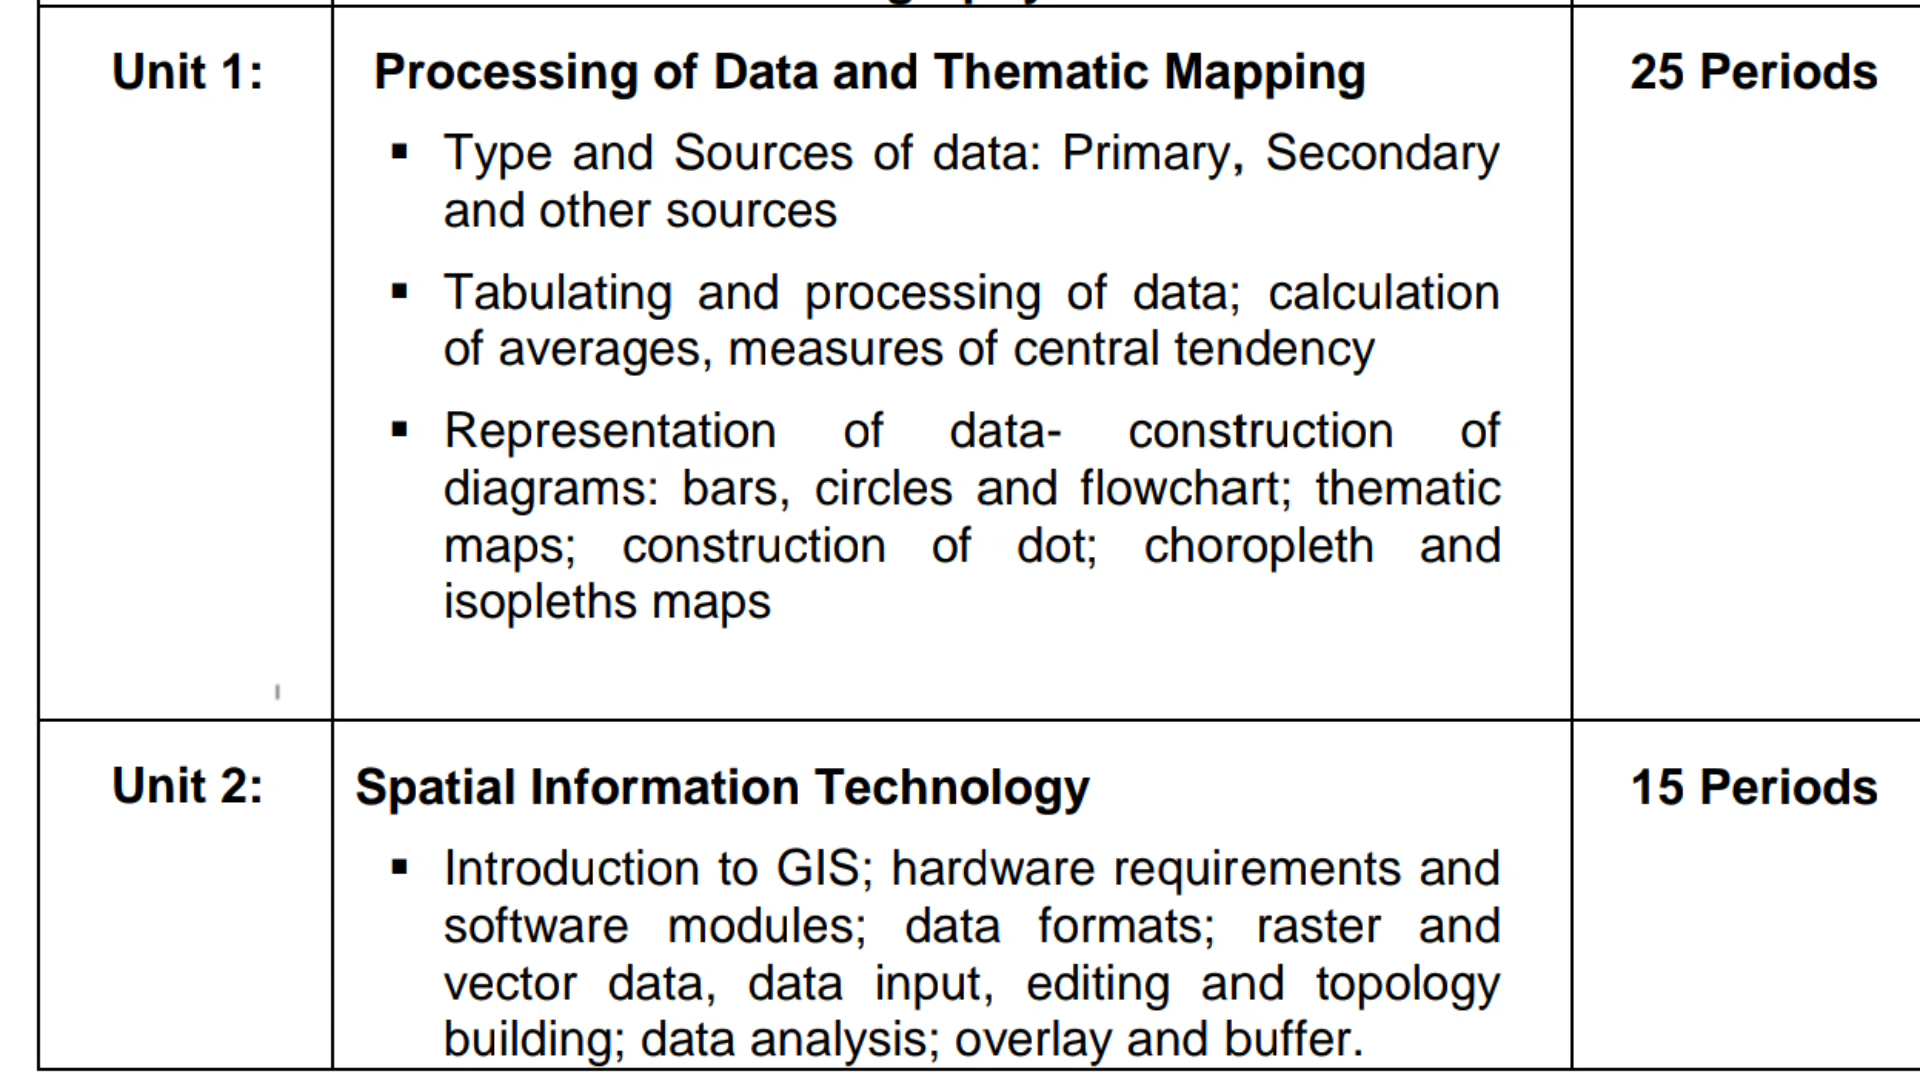 Unit 1:
Processing of Data and Thematic Mapping
25 Periods
▪ Type and Sources of data: Primary, Secondary
and other sources
▪ Tabulating and processing of data; calculation
of averages, measures of central tendency
▪ Representation of data- construction of
diagrams: bars, circles and flowchart; thematic
maps; construction of dot; choropleth and
isopleths maps
Unit 2:
Spatial Information Technology
15 Periods
▪ Introduction to GIS; hardware requirements and
software modules; data formats; raster and
vector data, data input, editing and topology
building; data analysis; overlay and buffer.